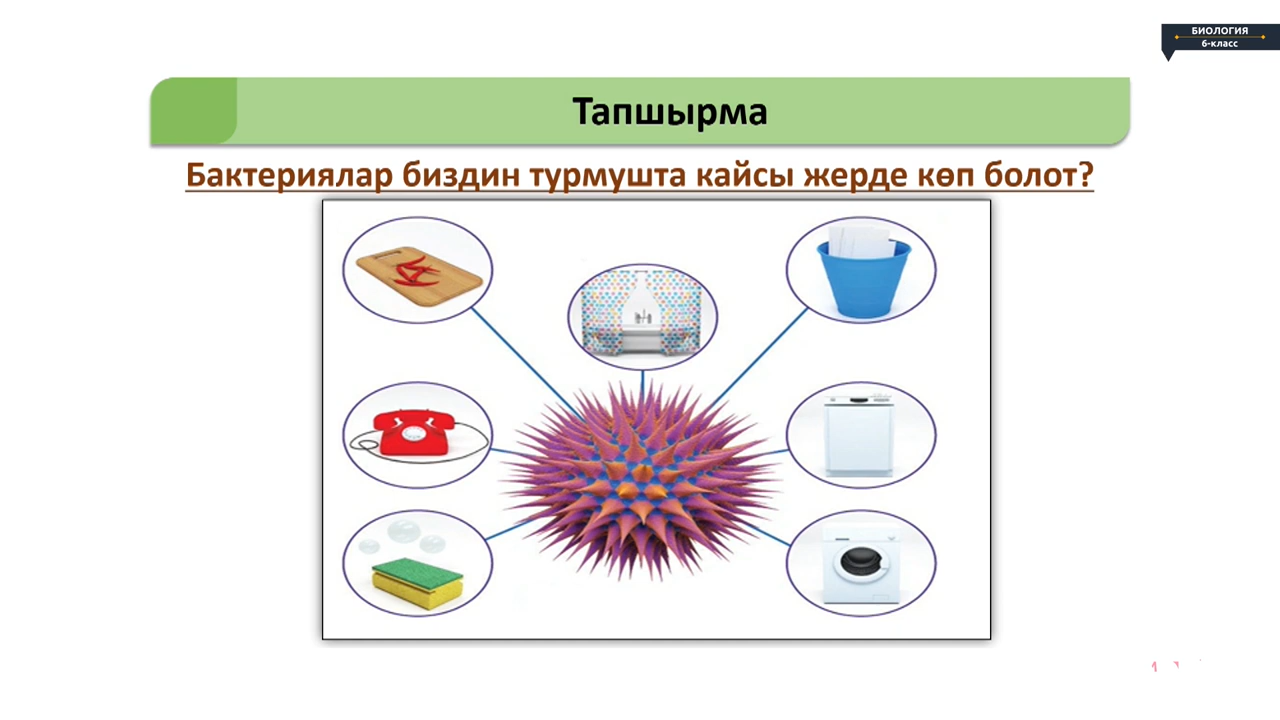 БИОЛОГИЯ
6-класс
Тапшырма
Бактериялар биздин турмушта кайсы жерде көп болот?